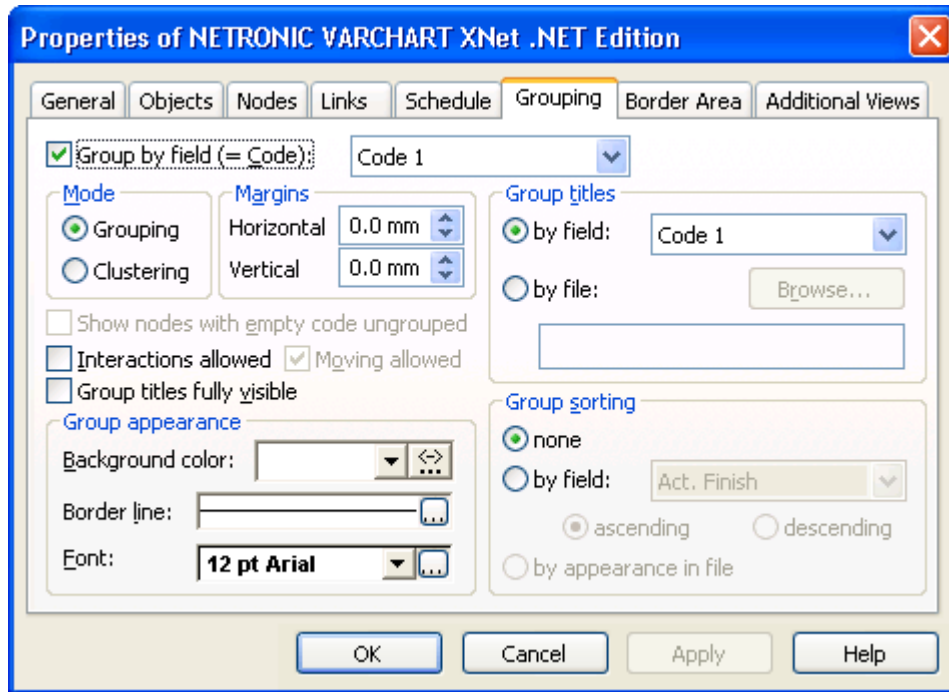 Properties of NETRONIC VARCHART XNet .NET Edition
General Objects Nodes Links Schedule Grouping Border Area Additional Views
Group by field (= Code): Code 1
Mode
Grouping
Clustering
Margins
Horizontal 0.0 mm
Vertical 0.0 mm
Group titles
by field: Code 1
by file: Browse...
Show nodes with empty code ungrouped
Interactions allowed Moving allowed
Group titles fully visible
Group appearance
Background color: <->...
Border line: ...
Font: 12 pt Arial ...
Group sorting
none
by field: Act. Finish
ascending descending
by appearance in file
OK Cancel Apply Help